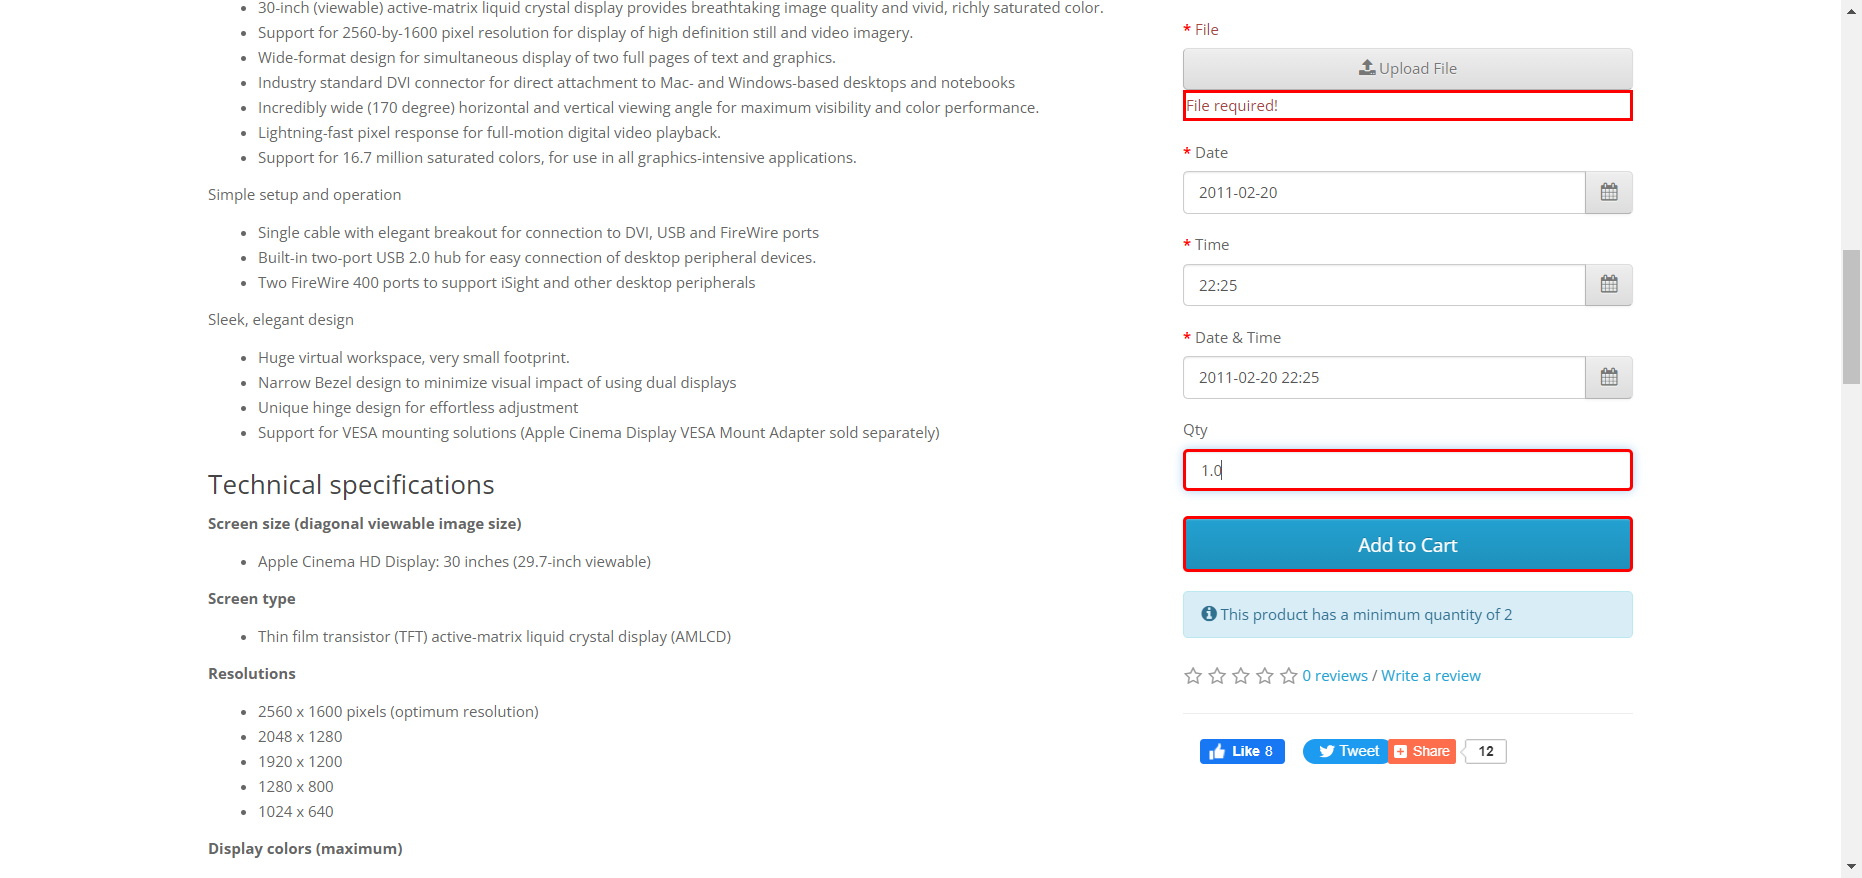 30-inch (viewable) active-matrix liquid crystal display provides breathtaking image quality and vivid, richly saturated color.
Support for 2560-by-1600 pixel resolution for display of high definition still and video imagery.
Wide-format design for simultaneous display of two full pages of text and graphics.
Industry standard DVI connector for direct attachment to Mac- and Windows-based desktops and notebooks
Incredibly wide (170 degree) horizontal and vertical viewing angle for maximum visibility and color performance.
Lightning-fast pixel response for full-motion digital video playback.
Support for 16.7 million saturated colors, for use in all graphics-intensive applications.
Simple setup and operation
Single cable with elegant breakout for connection to DVI, USB and FireWire ports
Built-in two-port USB 2.0 hub for easy connection of desktop peripheral devices.
Two FireWire 400 ports to support iSight and other desktop peripherals
Sleek, elegant design
Huge virtual workspace, very small footprint.
Narrow Bezel design to minimize visual impact of using dual displays
Unique hinge design for effortless adjustment
Support for VESA mounting solutions (Apple Cinema Display VESA Mount Adapter sold separately)
Technical specifications
Screen size (diagonal viewable image size)
Apple Cinema HD Display: 30 inches (29.7-inch viewable)
Screen type
Thin film transistor (TFT) active-matrix liquid crystal display (AMLCD)
Resolutions
2560 x 1600 pixels (optimum resolution)
2048 x 1280
1920 x 1200
1280 x 800
1024 x 640
Display colors (maximum)
* File
Upload File
File required!
* Date
2011-02-20
* Time
22:25
* Date & Time
2011-02-20 22:25
Qty
1.0
Add to Cart
This product has a minimum quantity of 2
0 reviews / Write a review
Like 8 Tweet Share 12